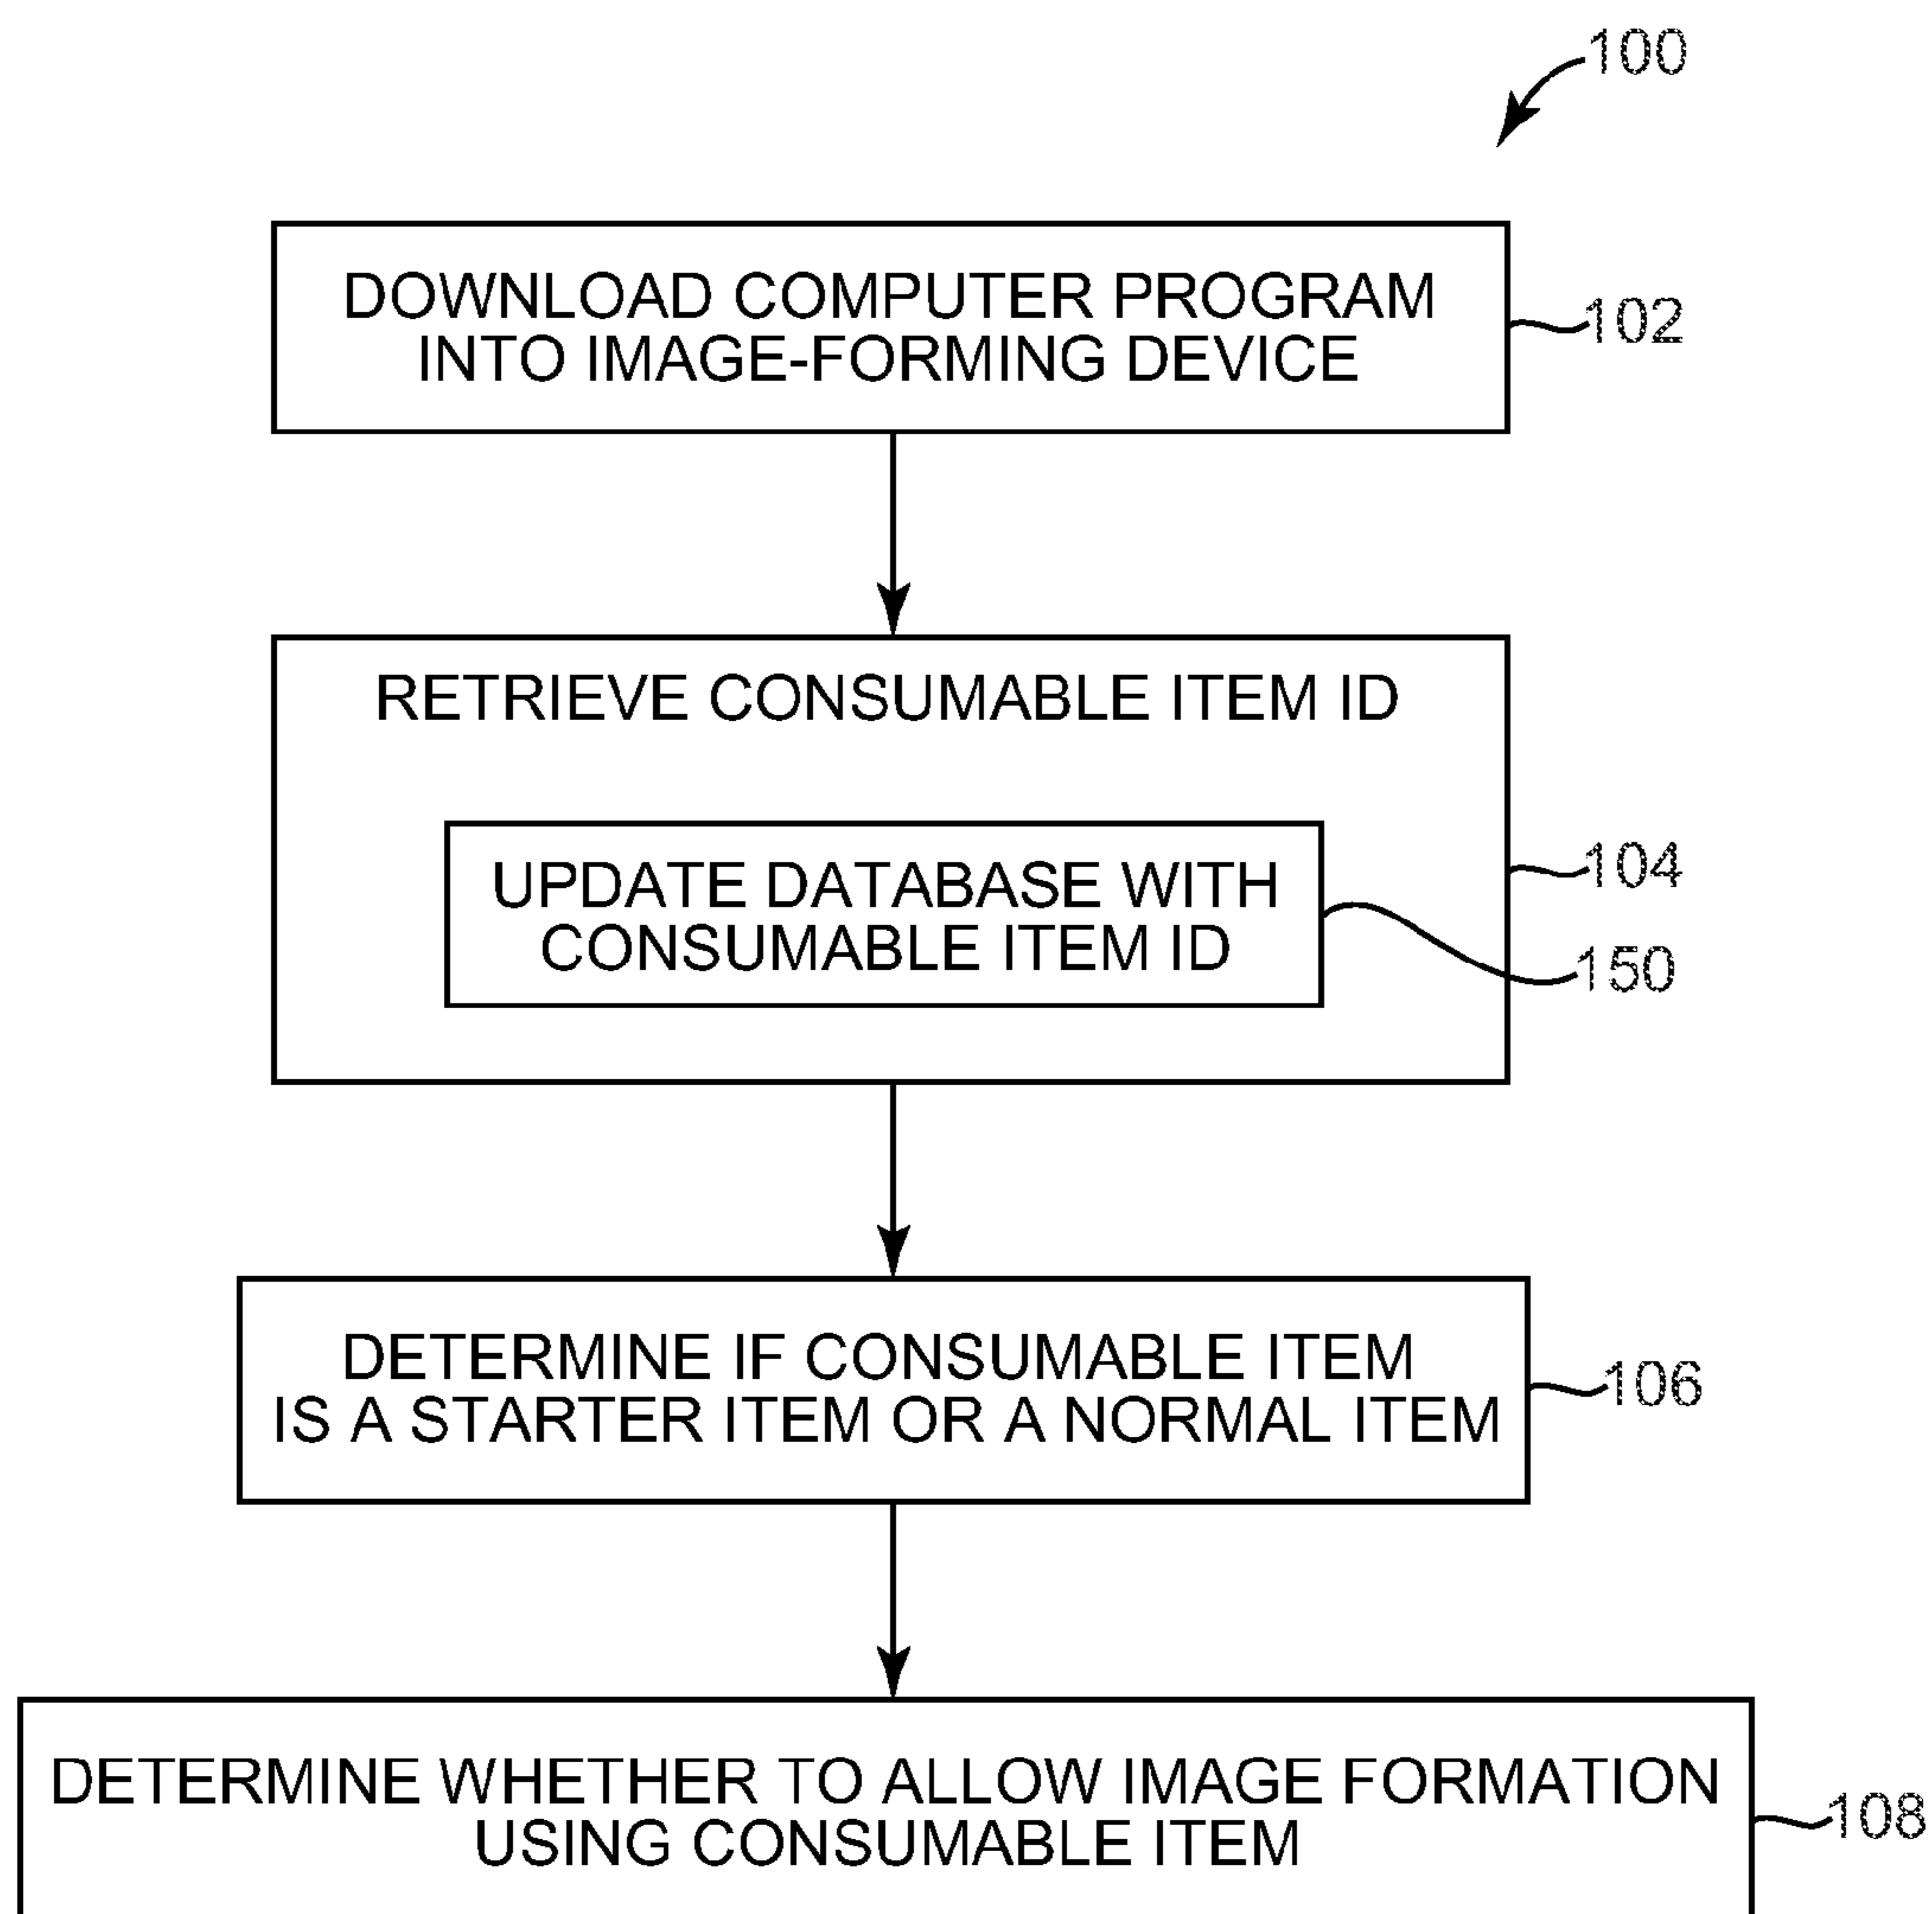 100
DOWNLOAD COMPUTER PROGRAM
INTO IMAGE-FORMING DEVICE
102
RETRIEVE CONSUMABLE ITEM ID
UPDATE DATABASE WITH
CONSUMABLE ITEM ID
104
150
DETERMINE IF CONSUMABLE ITEM
IS A STARTER ITEM OR A NORMAL ITEM
106
DETERMINE WHETHER TO ALLOW IMAGE FORMATION
USING CONSUMABLE ITEM
108